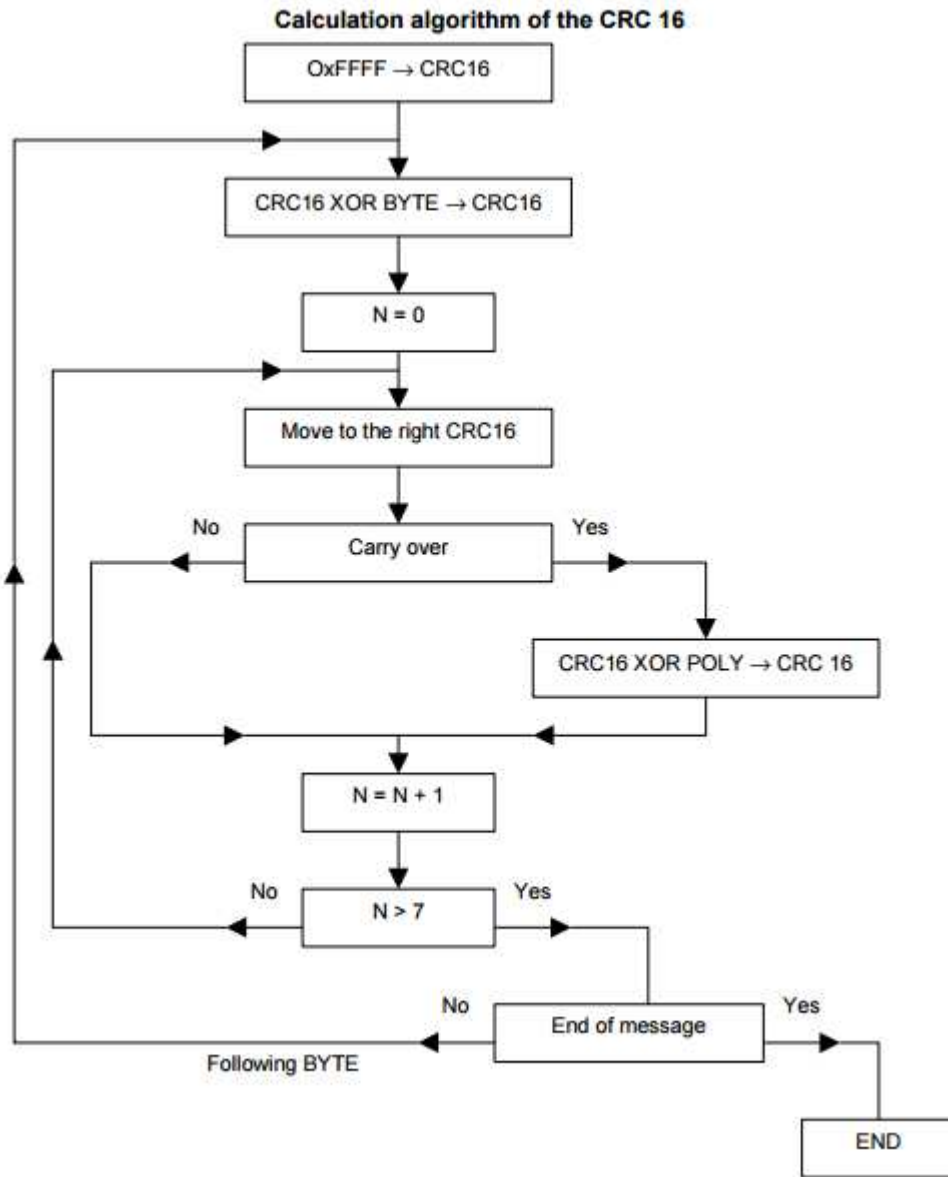 Calculation algorithm of the CRC 16
OxFFFF → CRC16
CRC16 XOR BYTE → CRC16
N = 0
Move to the right CRC16
No
Yes
Carry over
CRC16 XOR POLY → CRC 16
N = N + 1
No
Yes
N > 7
No
Yes
End of message
Following BYTE
END